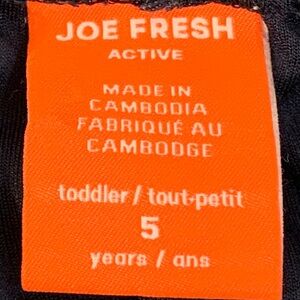 JOE FRESH
ACTIVE
MADE IN
CAMBODIA
FABRIQUÉ AU
CAMBODGE
toddler / tout-petit
5
years / ans